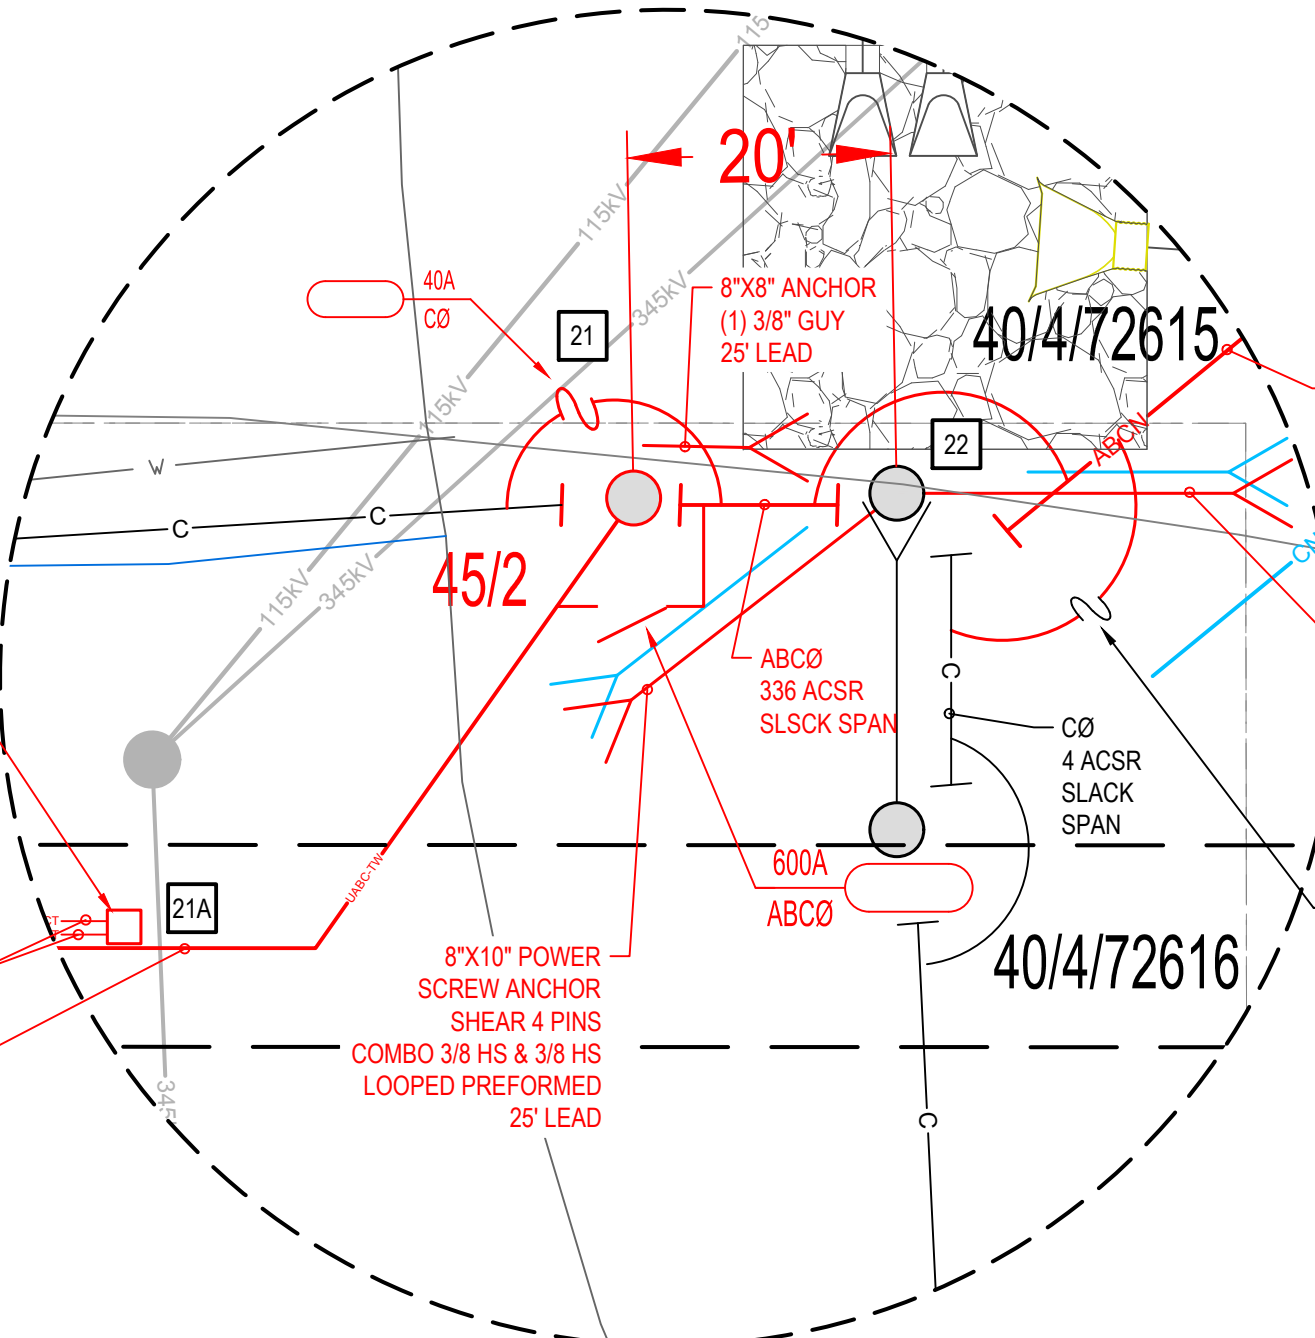 115
20'
115kV
345kV
40A
CØ
21
8"X8" ANCHOR
(1) 3/8" GUY
25' LEAD
40/4/72615
115kV
ABCN
22
W
C
C
45/2
115kV
345kV
ABCØ
336 ACSR
SLSCK SPAN
C
CØ
4 ACSR
SLACK
SPAN
UABC-TW
600A
ABCØ
21A
CT
40/4/72616
8"X10" POWER
SCREW ANCHOR
SHEAR 4 PINS
COMBO 3/8 HS & 3/8 HS
LOOPED PREFORMED
25' LEAD
345
C